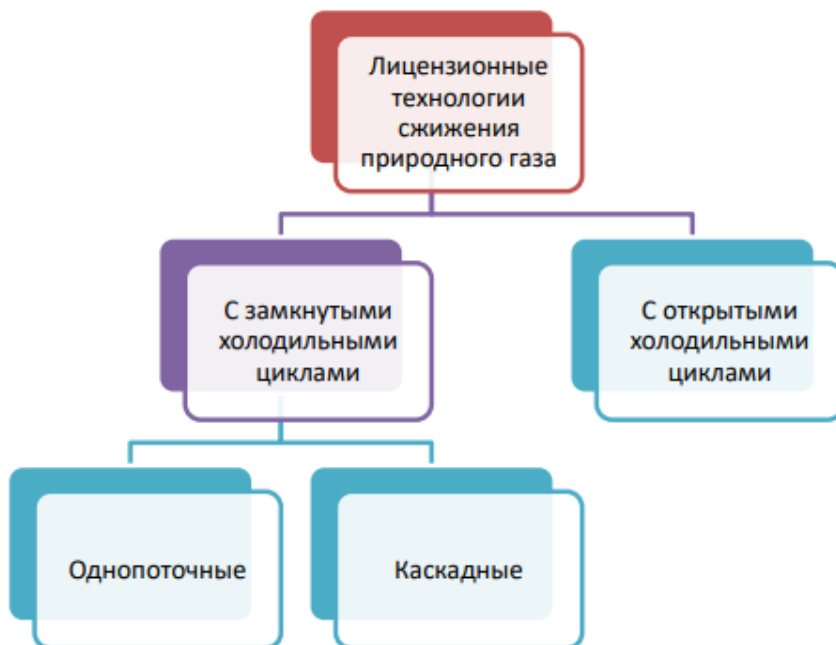 Лицензионные
технологии
сжижения
природного газа
С замкнутыми
холодильными
циклами
С открытыми
холодильными
циклами
Однопоточные
Каскадные